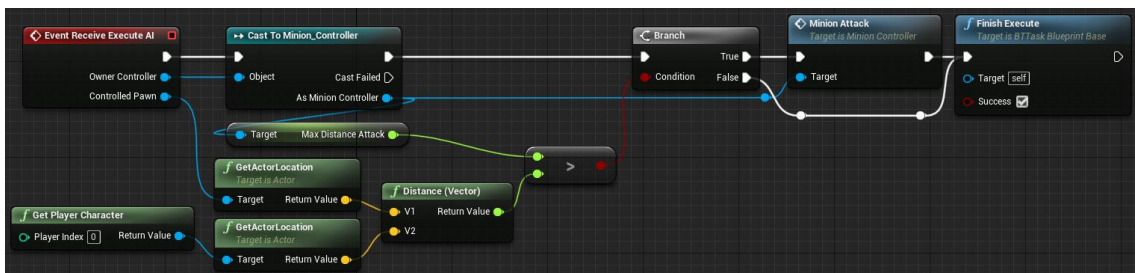 Event Receive Execute AI
Owner Controller
Controlled Pawn
Cast To Minion_Controller
Object
Cast Failed
As Minion Controller
Target
Max Distance Attack
f GetActorLocation
Target is Actor
Target
Return Value
f Get Player Character
Player Index 0
Return Value
f GetActorLocation
Target is Actor
Target
Return Value
f Distance (Vector)
V1
Return Value
V2
>
Branch
True
Condition
False
Minion Attack
Target is Minion Controller
Target
f Finish Execute
Target is BTTask Blueprint Base
Target self
Success